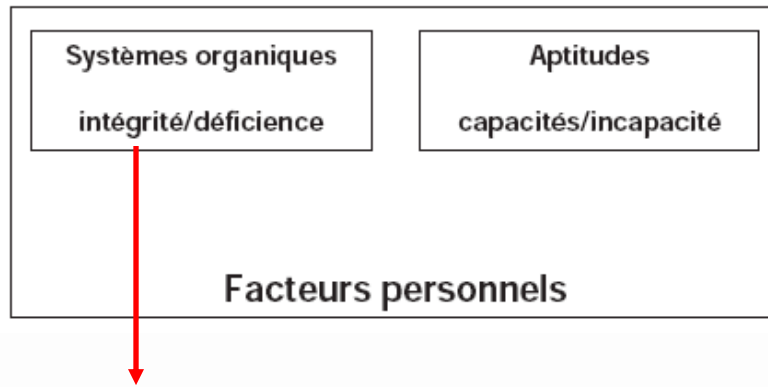 Systèmes organiques
intégrité/déficience
Aptitudes
capacités/incapacité
Facteurs personnels